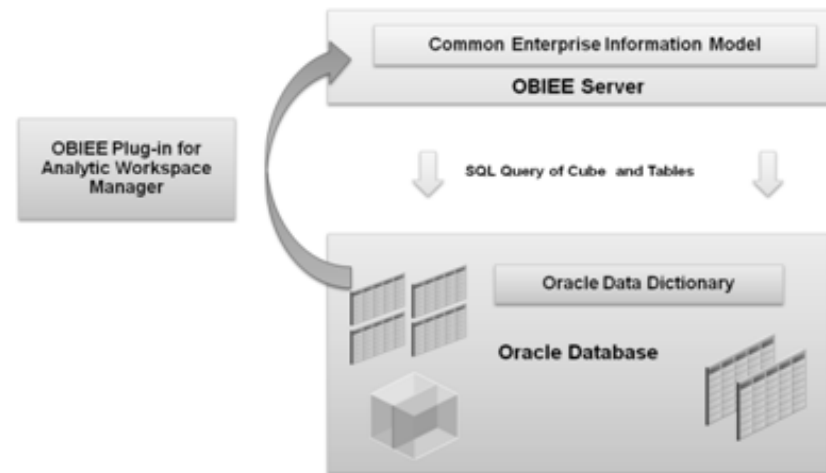 Common Enterprise Information Model
OBIEE Server
OBIEE Plug-in for
Analytic Workspace
Manager
SQL Query of Cube and Tables
Oracle Data Dictionary
Oracle Database